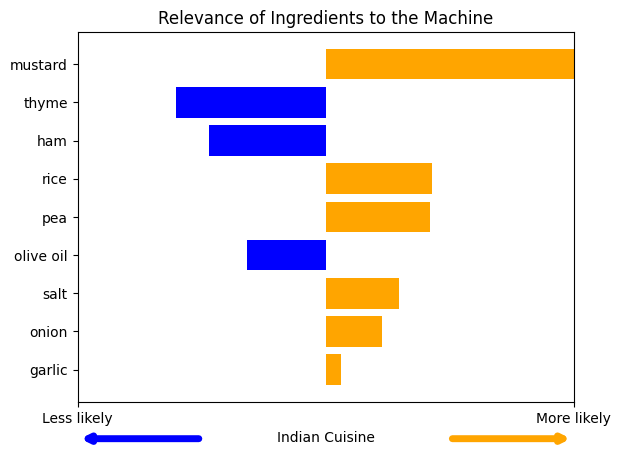 Relevance of Ingredients to the Machine
mustard
thyme
ham
rice
pea
olive oil
salt
onion
garlic
Less likely
More likely
Indian Cuisine